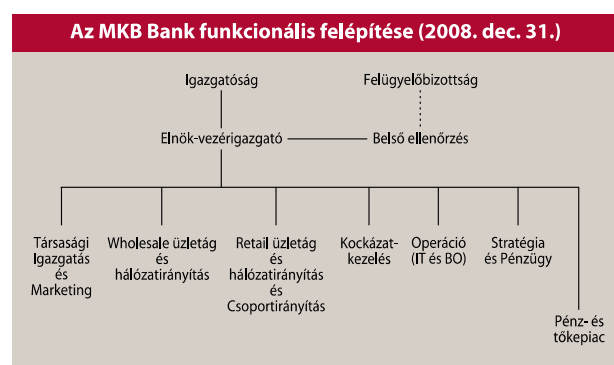 Az MKB Bank funkcionális felépítése (2008. dec. 31.)
Igazgatóság
Felügyelőbizottság
Elnök-vezérigazgató
Belső ellenőrzés
Társasági
Igazgatás
és
Marketing
Wholesale üzletág
és
hálózatirányítás
Retail üzletág
és
hálózatirányítás
és
Csoportirányítás
Kockázat-
kezelés
Operáció
(IT és BO)
Stratégia
és Pénzügy
Pénz- és
tőkepiac